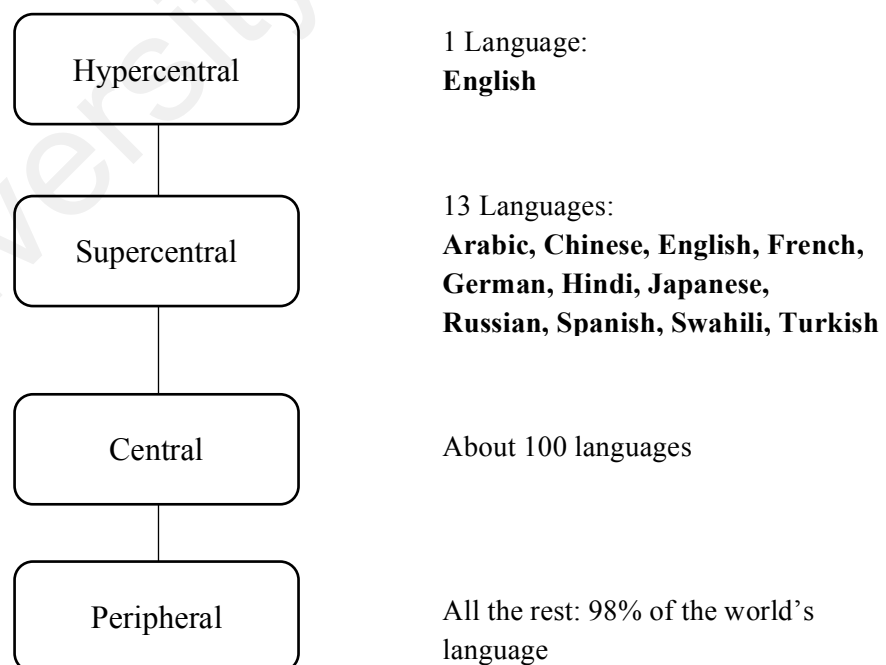 Hypercentral
1 Language:
English
Supercentral
13 Languages:
Arabic, Chinese, English, French,
German, Hindi, Japanese,
Russian, Spanish, Swahili, Turkish
Central
About 100 languages
Peripheral
All the rest: 98% of the world’s
language